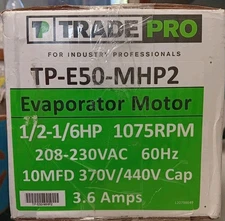 TP TRADE PRO
FOR INDUSTRY PROFESSIONALS
TP-E50-MHP2
Evaporator Motor
1/2-1/6HP 1075RPM
208-230VAC 60Hz
10MFD 370V/440V Cap
3.6 Amps